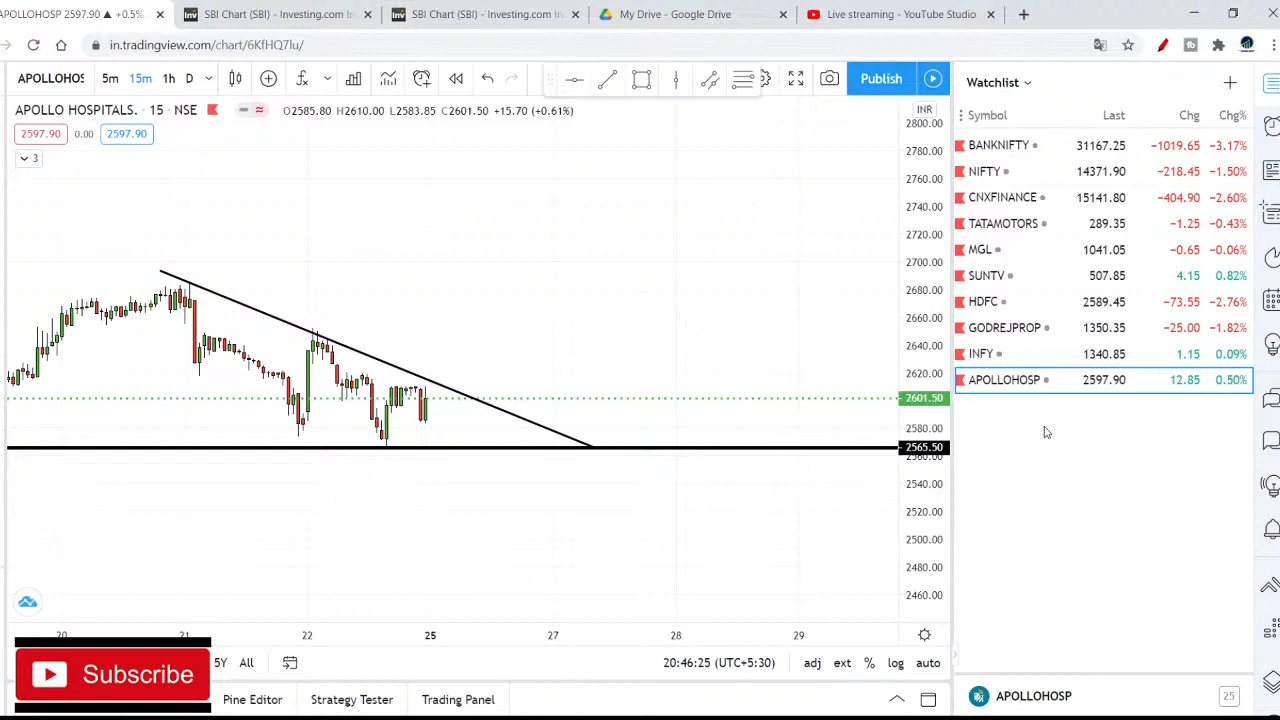 APOLLOHOSP 2597.90 ▲ +0.5%
SBI Chart (SBI) - Investing.com In
SBI Chart (SBI) - Investing.com In
My Drive - Google Drive
Live streaming - YouTube Studio
in.tradingview.com/chart/6KfHQ7lu/
APOLLOHOS 5m 15m 1h D Publish
APOLLO HOSPITALS. · 15 · NSE O2585.80 H2610.00 L2583.85 C2601.50 +15.70 (+0.61%)
2597.90 0.00 2597.90
3
INR
2800.00
2780.00
2760.00
2740.00
2720.00
2700.00
2680.00
2660.00
2640.00
2620.00
2601.50
2580.00
2565.50
2560.00
2540.00
2520.00
2500.00
2480.00
2460.00
20 21 22 25 27 28 29
5Y All 20:46:25 (UTC+5:30) adj ext % log auto
Subscribe
Pine Editor Strategy Tester Trading Panel
Watchlist
Symbol Last Chg Chg%
BANKNIFTY 31167.25 −1019.65 −3.17%
NIFTY 14371.90 −218.45 −1.50%
CNXFINANCE 15141.80 −404.90 −2.60%
TATAMOTORS 289.35 −1.25 −0.43%
MGL 1041.05 −0.65 −0.06%
SUNTV 507.85 4.15 0.82%
HDFC 2589.45 −73.55 −2.76%
GODREJPROP 1350.35 −25.00 −1.82%
INFY 1340.85 1.15 0.09%
APOLLOHOSP 2597.90 12.85 0.50%
APOLLOHOSP 25